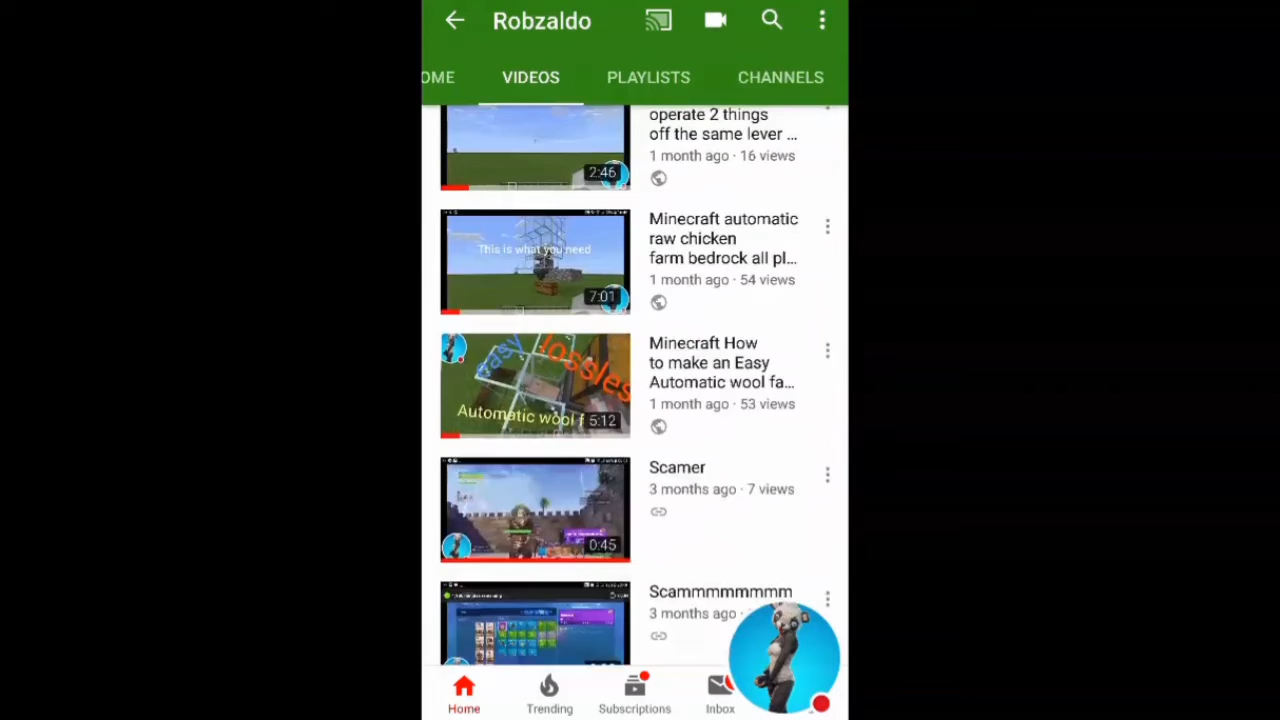 Robzaldo
OME
VIDEOS
PLAYLISTS
CHANNELS
operate 2 things
off the same lever ...
1 month ago · 16 views
2:46
Minecraft automatic
raw chicken
farm bedrock all pl...
1 month ago · 54 views
This is what you need
7:01
Minecraft How
to make an Easy
Automatic wool fa...
1 month ago · 53 views
easy
lossles
Automatic wool f
5:12
Scamer
3 months ago · 7 views
0:45
Scammmmmmmm
3 months ago ·
Home
Trending
Subscriptions
Inbox